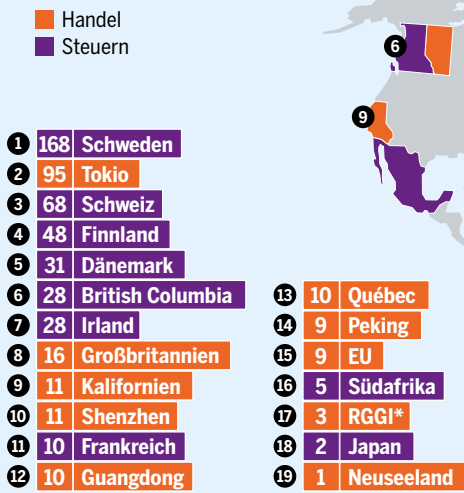 Handel
Steuern
6
9
1 168 Schweden
2 95 Tokio
3 68 Schweiz
4 48 Finnland
5 31 Dänemark
6 28 British Columbia
7 28 Irland
8 16 Großbritannien
9 11 Kalifornien
10 11 Shenzhen
11 10 Frankreich
12 10 Guangdong
13 10 Québec
14 9 Peking
15 9 EU
16 5 Südafrika
17 3 RGGI*
18 2 Japan
19 1 Neuseeland